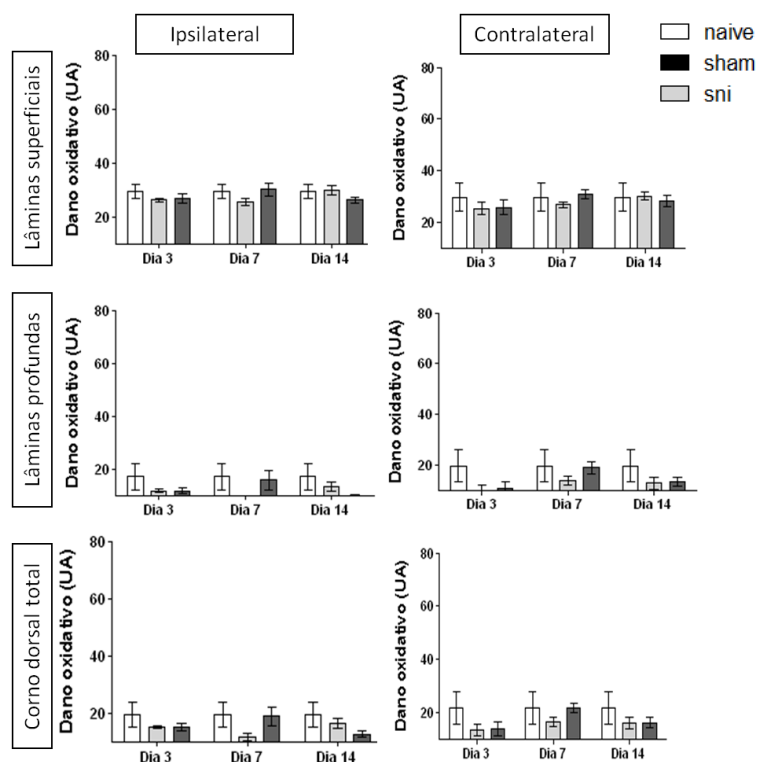 Ipsilateral
Contralateral
naive
sham
sni
Lâminas superficiais
Dano oxidativo (UA)
80
60
40
20
Dia 3 Dia 7 Dia 14
Dano oxidativo (UA)
80
60
40
20
Dia 3 Dia 7 Dia 14
Lâminas profundas
Dano oxidativo (UA)
80
60
40
20
Dia 3 Dia 7 Dia 14
Dano oxidativo (UA)
80
60
40
20
Dia 3 Dia 7 Dia 14
Corno dorsal total
Dano oxidativo (UA)
80
60
40
20
Dia 3 Dia 7 Dia 14
Dano oxidativo (UA)
80
60
40
20
Dia 3 Dia 7 Dia 14